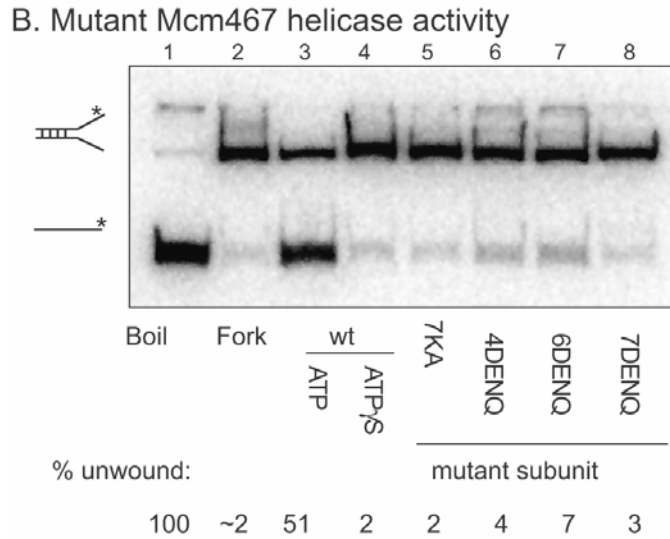 B. Mutant Mcm467 helicase activity
1 2 3 4 5 6 7 8
*
*
Boil Fork wt 7KA 4DENQ 6DENQ 7DENQ
ATP ATPγS
% unwound: mutant subunit
100 ~2 51 2 2 4 7 3